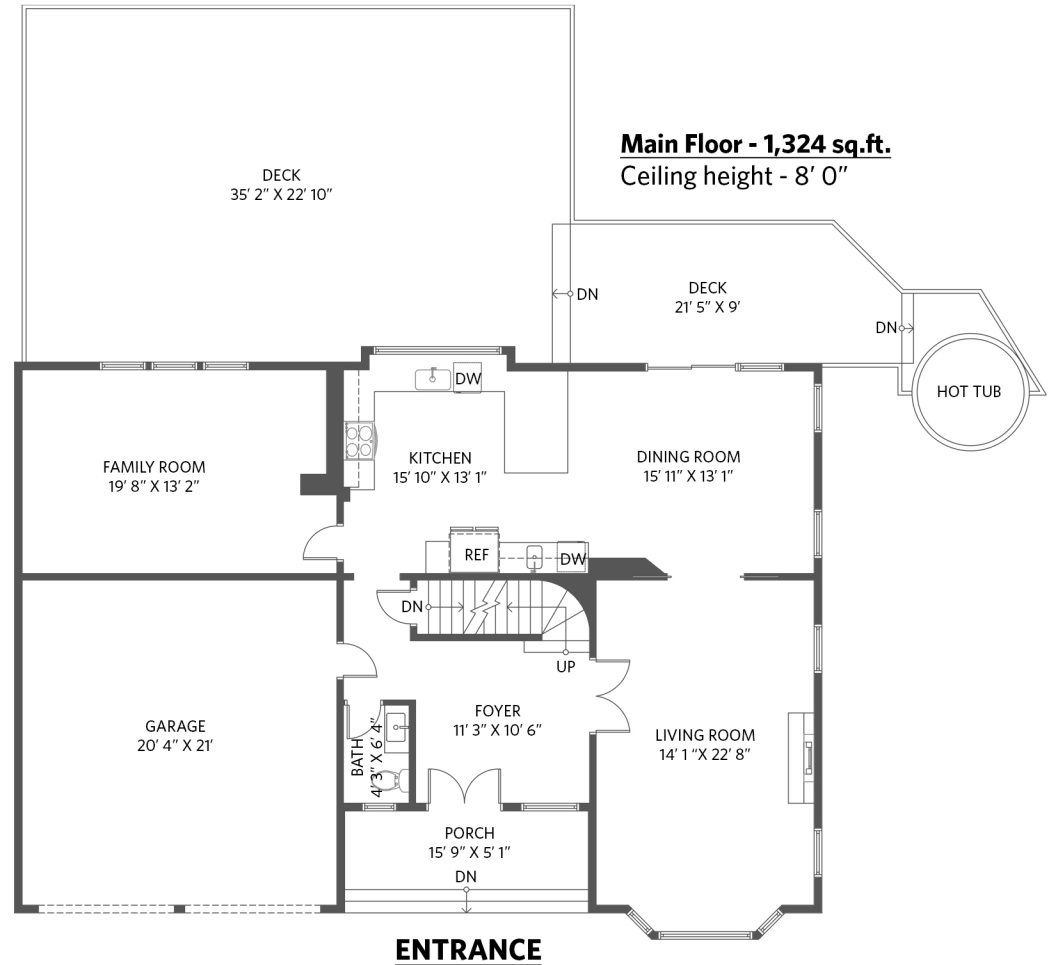 Main Floor - 1,324 sq.ft.
Ceiling height - 8' 0"
DECK
35' 2" X 22' 10"
DN
DECK
21' 5" X 9'
DN
HOT TUB
DW
FAMILY ROOM
19' 8" X 13' 2"
KITCHEN
15' 10" X 13' 1"
DINING ROOM
15' 11" X 13' 1"
REF
DW
DN
UP
GARAGE
20' 4" X 21'
BATH
4' 3" X 6' 4"
FOYER
11' 3" X 10' 6"
LIVING ROOM
14' 1 “X 22' 8"
PORCH
15' 9" X 5' 1"
DN
ENTRANCE